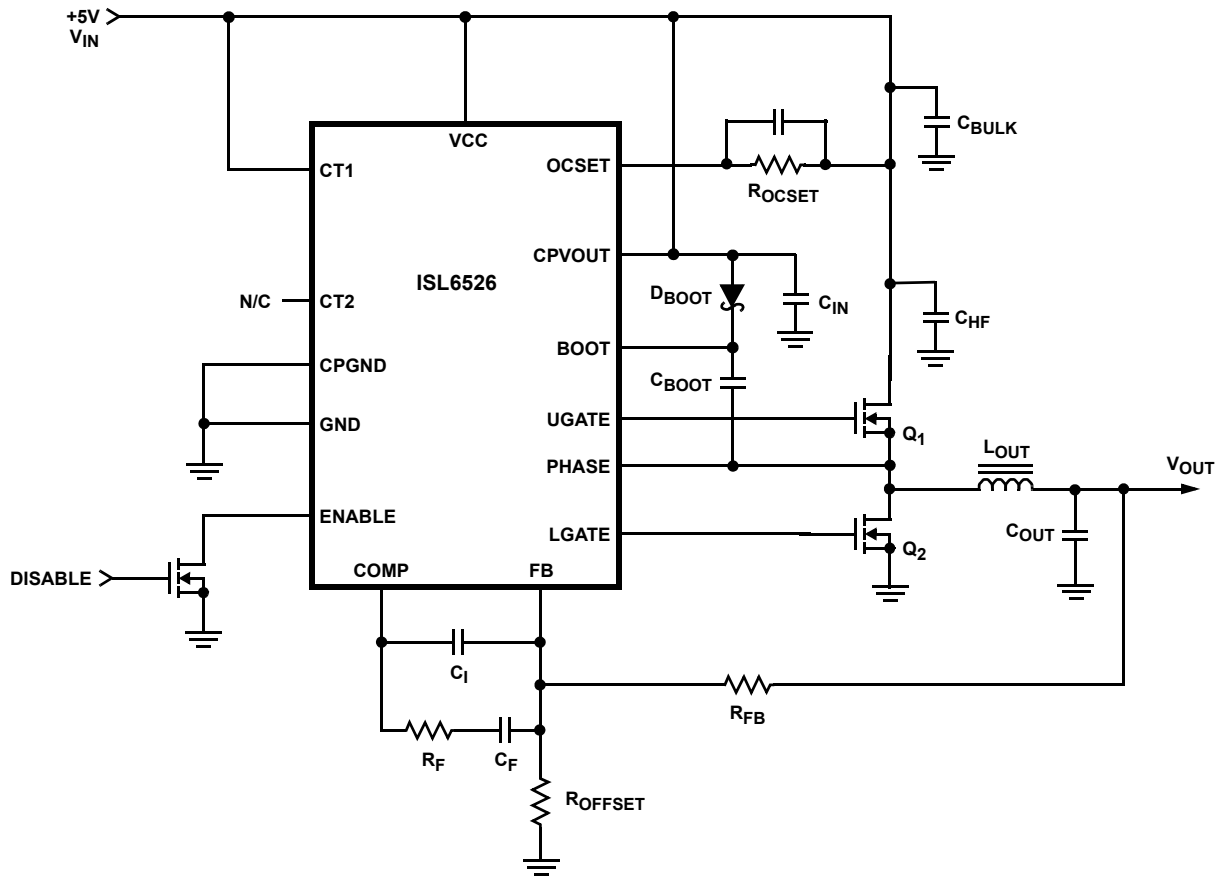 +5V
VIN
VCC
CT1
OCSET
ROCSET
CBULK
CPVOUT
ISL6526
DBOOT
CIN
N/C
CT2
CHF
BOOT
CPGND
CBOOT
UGATE
GND
Q1
PHASE
LOUT
VOUT
ENABLE
LGATE
COUT
Q2
DISABLE
COMP
FB
CI
RFB
RF
CF
ROFFSET